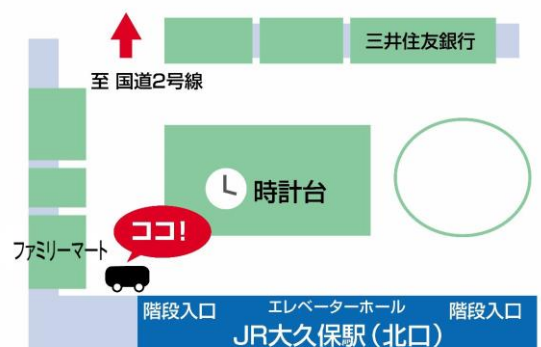 三井住友銀行
至 国道2号線
時計台
ココ!
ファミリーマート
階段入口
エレベーターホール
階段入口
JR大久保駅(北口)